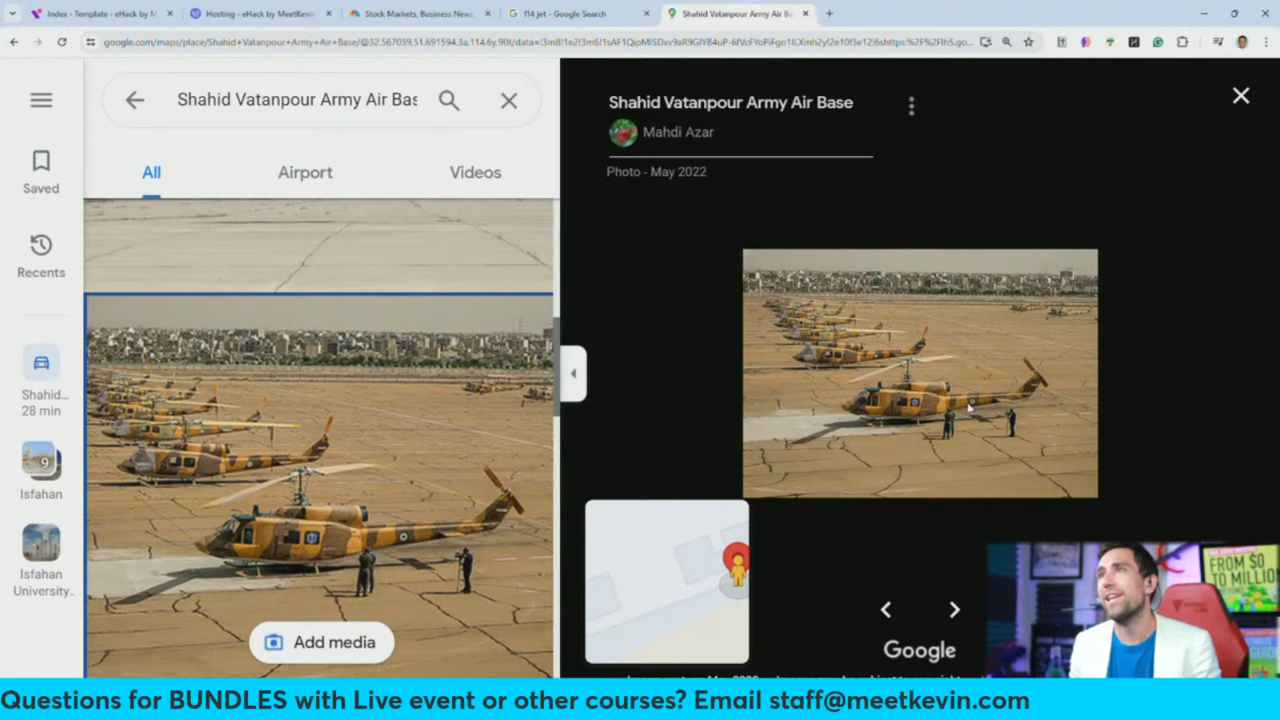 Index - Template - eHack by M
Hosting - eHack by MeetKevin
Stock Markets, Business News,
f14 jet - Google Search
Shahid Vatanpour Army Air Ba
Shahid Vatanpour Army Air Bas
All
Airport
Videos
Saved
Recents
Shahid...
28 min
9
Isfahan
Isfahan
University...
Add media
Shahid Vatanpour Army Air Base
Mahdi Azar
Photo - May 2022
Google
FROM $0
TO MILLIO
Questions for BUNDLES with Live event or other courses? Email staff@meetkevin.com